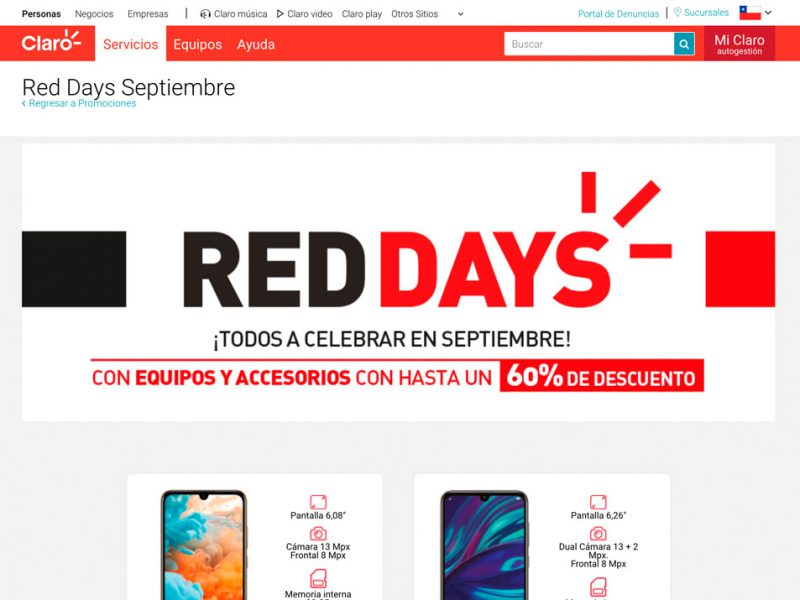 Personas Negocios Empresas | Claro música Claro video Claro play Otros Sitios Portal de Denuncias | Sucursales
Claro Servicios Equipos Ayuda Buscar Mi Claro
autogestión
Red Days Septiembre
‹ Regresar a Promociones
RED DAYS
¡TODOS A CELEBRAR EN SEPTIEMBRE!
CON EQUIPOS Y ACCESORIOS CON HASTA UN 60% DE DESCUENTO
Pantalla 6,08"
Cámara 13 Mpx
Frontal 8 Mpx
Memoria interna
Pantalla 6,26"
Dual Cámara 13 + 2
Mpx.
Frontal 8 Mpx